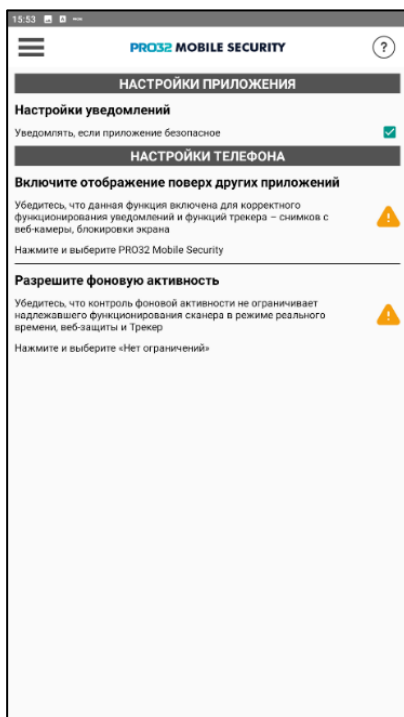 15:53
PRO32 MOBILE SECURITY
?
НАСТРОЙКИ ПРИЛОЖЕНИЯ
Настройки уведомлений
Уведомлять, если приложение безопасное
НАСТРОЙКИ ТЕЛЕФОНА
Включите отображение поверх других приложений
Убедитесь, что данная функция включена для корректного
функционирования уведомлений и функций трекера – снимков с
веб-камеры, блокировки экрана
Нажмите и выберите PRO32 Mobile Security
Разрешите фоновую активность
Убедитесь, что контроль фоновой активности не ограничивает
надлежавшего функционирования сканера в режиме реального
времени, веб-защиты и Трекер
Нажмите и выберите «Нет ограничений»